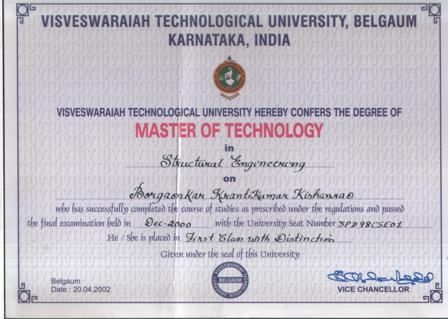 VISVESWARAIAH TECHNOLOGICAL UNIVERSITY, BELGAUM
KARNATAKA, INDIA
VISVESWARAIAH TECHNOLOGICAL UNIVERSITY HEREBY CONFERS THE DEGREE OF
MASTER OF TECHNOLOGY
in
Structural Engineering
on
Borgaonkar Krantikumar Kishanrao
who has successfully completed the course of studies as prescribed under the regulations and passed
the final examination held in Dec-2000 with the University Seat Number 3PD98CSE01
He / She is placed in First Class with Distinction
Given under the seal of this University
Belgaum
Date : 20.04.2002
BELGAUM
VICE CHANCELLOR